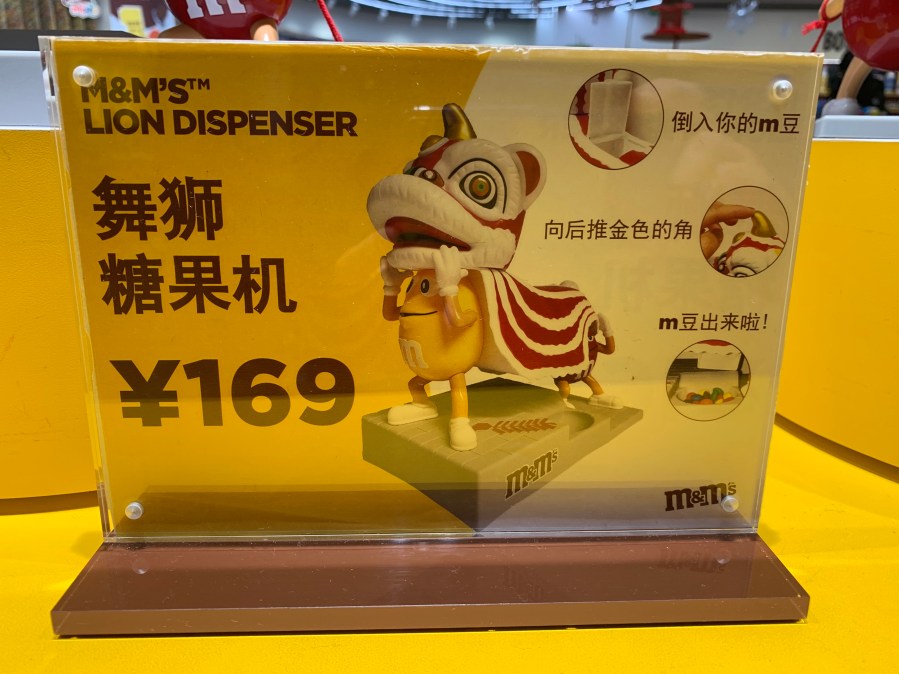 M&M'S™
LION DISPENSER
舞狮
糖果机
¥169
倒入你的m豆
向后推金色的角
m豆出来啦!
m
m&m's
m&m's